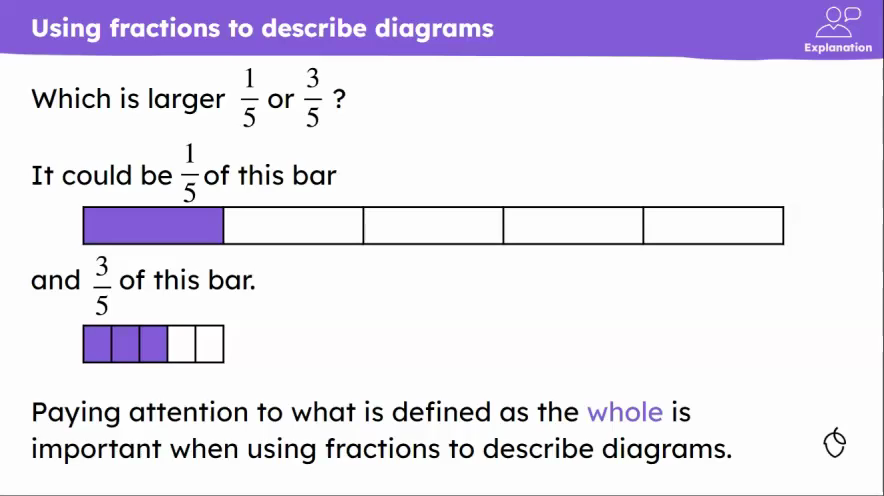 Using fractions to describe diagrams
Explanation
Which is larger 1/5 or 3/5 ?
It could be 1/5 of this bar
and 3/5 of this bar.
Paying attention to what is defined as the whole is
important when using fractions to describe diagrams.